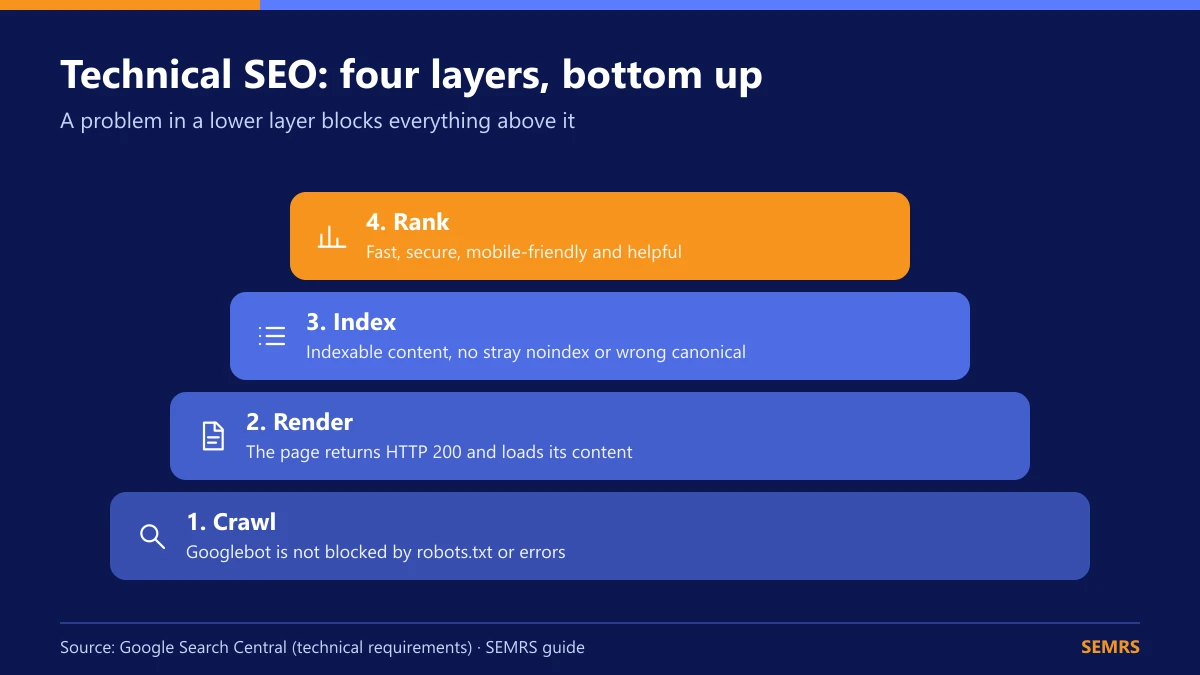 Technical SEO: four layers, bottom up
A problem in a lower layer blocks everything above it
4. Rank
Fast, secure, mobile-friendly and helpful
3. Index
Indexable content, no stray noindex or wrong canonical
2. Render
The page returns HTTP 200 and loads its content
1. Crawl
Googlebot is not blocked by robots.txt or errors
Source: Google Search Central (technical requirements) · SEMRS guide
SEMRS